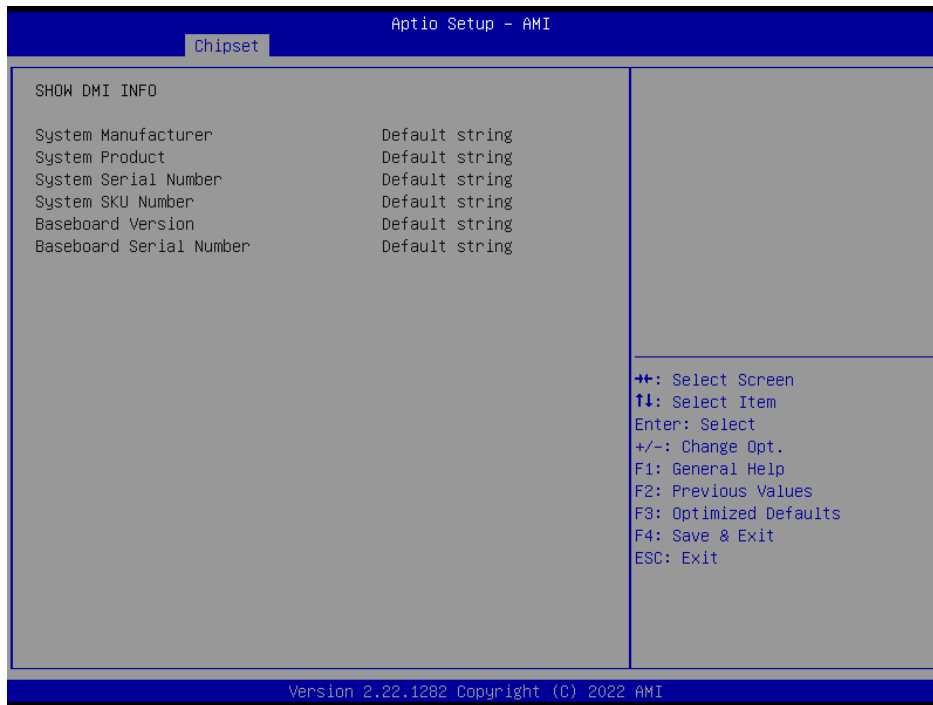 Aptio Setup - AMI
Chipset
SHOW DMI INFO
System Manufacturer Default string
System Product Default string
System Serial Number Default string
System SKU Number Default string
Baseboard Version Default string
Baseboard Serial Number Default string
→←: Select Screen
↑↓: Select Item
Enter: Select
+/-: Change Opt.
F1: General Help
F2: Previous Values
F3: Optimized Defaults
F4: Save & Exit
ESC: Exit
Version 2.22.1282 Copyright (C) 2022 AMI